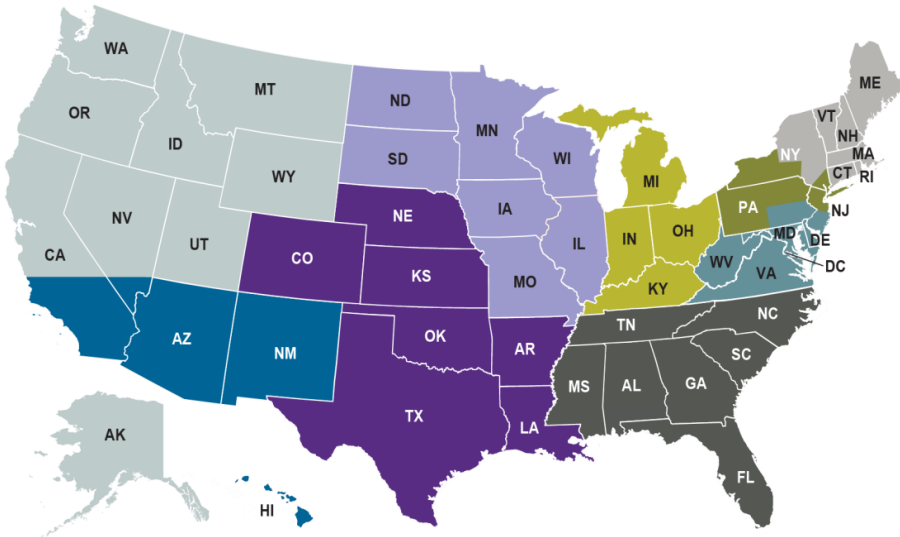 WA
OR
ID
MT
WY
NV
UT
CA
AK
HI
AZ
NM
CO
NE
KS
OK
TX
AR
LA
ND
SD
MN
IA
MO
WI
IL
MI
IN
OH
KY
TN
MS
AL
GA
FL
SC
NC
VA
WV
MD
DE
DC
PA
NJ
NY
CT
RI
MA
NH
VT
ME